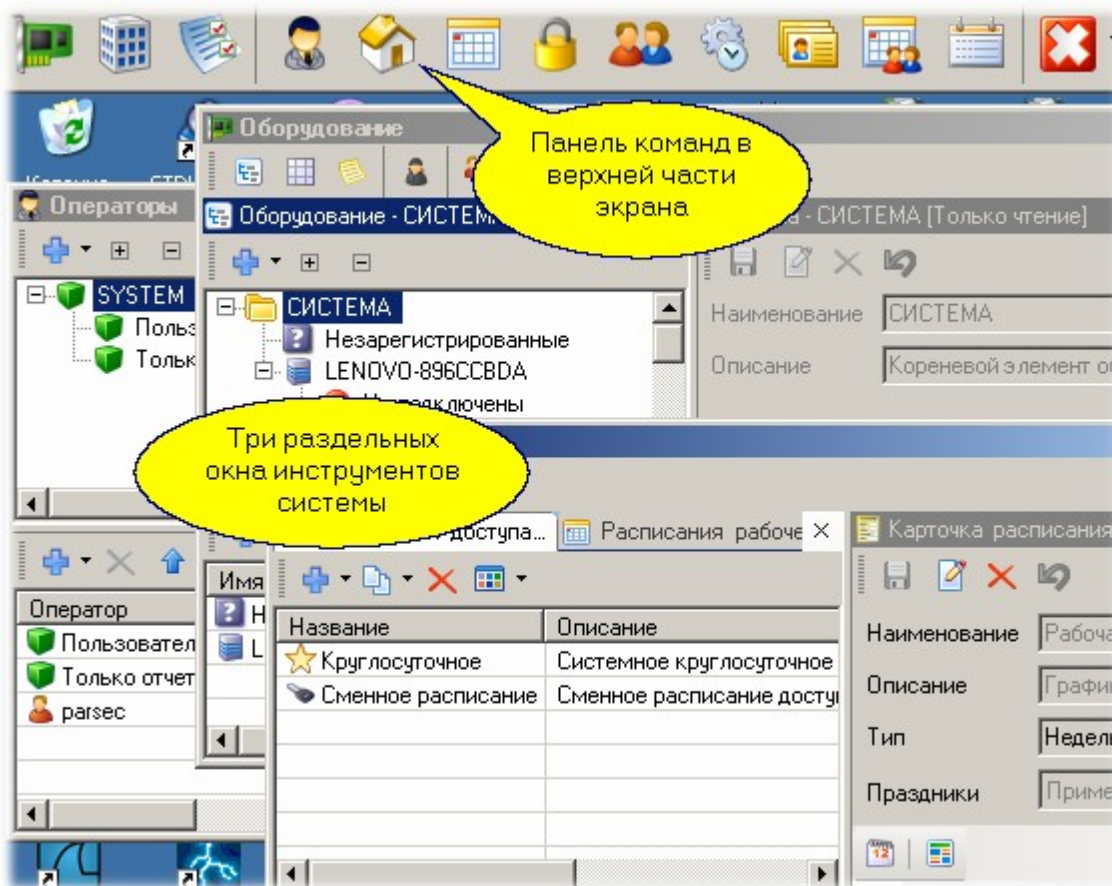 Оборудование
Панель команд в
верхней части
экрана
Операторы
Оборудование - СИСТЕМА
- СИСТЕМА [Только чтение]
SYSTEM
СИСТЕМА
Незарегистрированные
LENOVO-896CCBDA
Наименование
СИСТЕМА
Описание
Кореневой элемент
Три раздельных
окна инструментов
системы
доступа...
Расписания рабоче
Карточка расписания
Имя
Оператор
Название
Описание
Наименование
Пользовател
Круглосуточное
Системное круглосуточное
Только отчет
Сменное расписание
Сменное расписание
Описание
parsec
Тип
Праздники
12